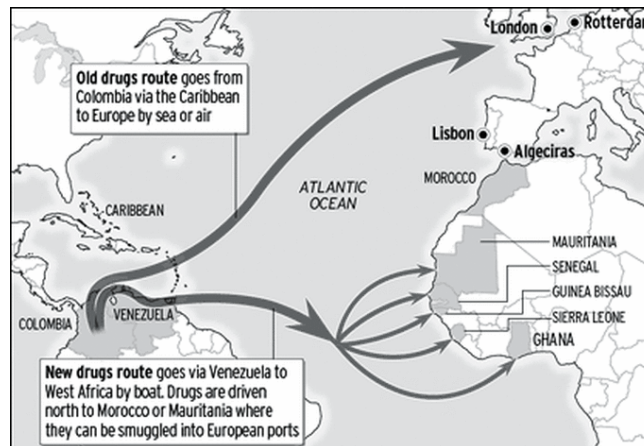 London
Rotterdam
Old drugs route goes from
Colombia via the Caribbean
to Europe by sea or air
Lisbon
Algeciras
ATLANTIC
OCEAN
MOROCCO
CARIBBEAN
MAURITANIA
SENEGAL
GUINEA BISSAU
SIERRA LEONE
GHANA
COLOMBIA
VENEZUELA
New drugs route goes via Venezuela to
West Africa by boat. Drugs are driven
north to Morocco or Mauritania where
they can be smuggled into European ports